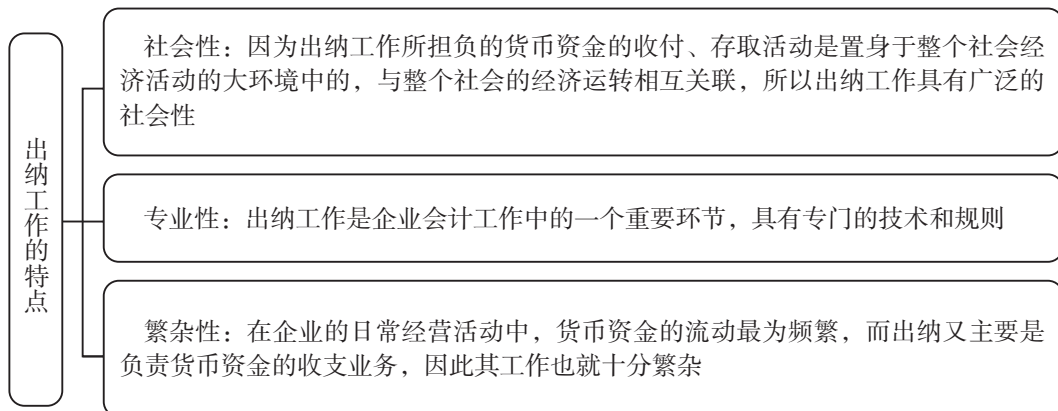 出纳工作的特点
社会性：因为出纳工作所担负的货币资金的收付、存取活动是置身于整个社会经
济活动的大环境中的，与整个社会的经济运转相互关联，所以出纳工作具有广泛的
社会性
专业性：出纳工作是企业会计工作中的一个重要环节，具有专门的技术和规则
繁杂性：在企业的日常经营活动中，货币资金的流动最为频繁，而出纳又主要是
负责货币资金的收支业务，因此其工作也就十分繁杂